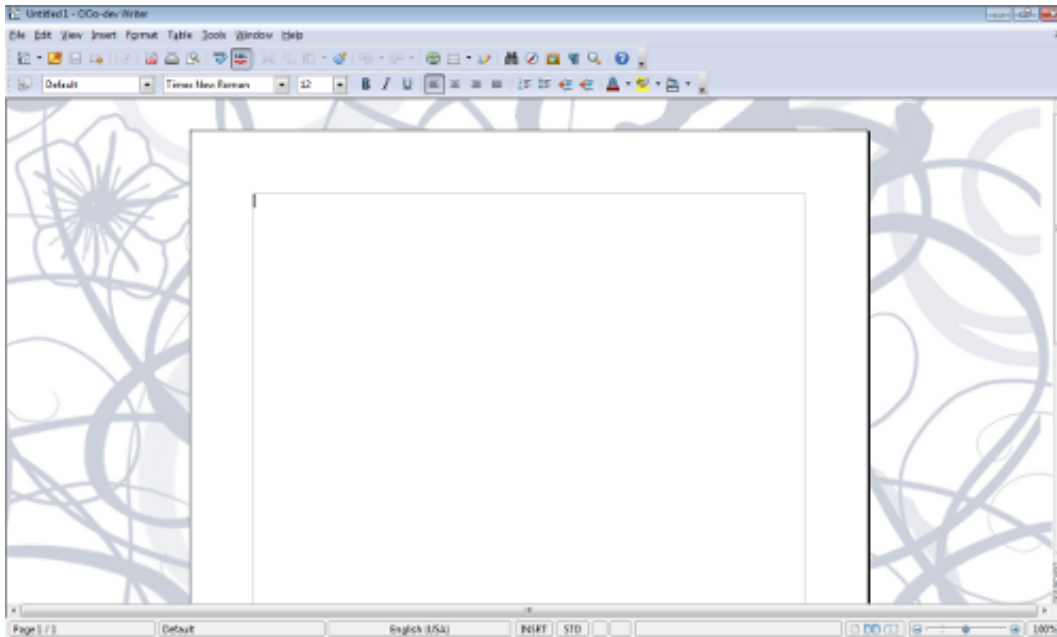 Untitled1 - OOo-dev Writer
File Edit View Insert Format Table Tools Window Help
Default Times New Roman 12 B I U
Page 1 / 1 Default English (USA) INSRT STD 100%